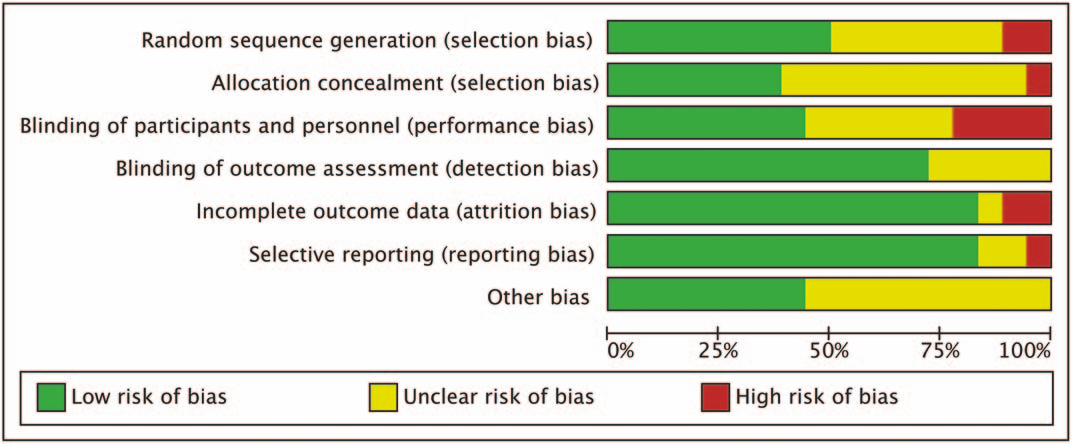 Random sequence generation (selection bias)
Allocation concealment (selection bias)
Blinding of participants and personnel (performance bias)
Blinding of outcome assessment (detection bias)
Incomplete outcome data (attrition bias)
Selective reporting (reporting bias)
Other bias
0% 25% 50% 75% 100%
Low risk of bias Unclear risk of bias High risk of bias